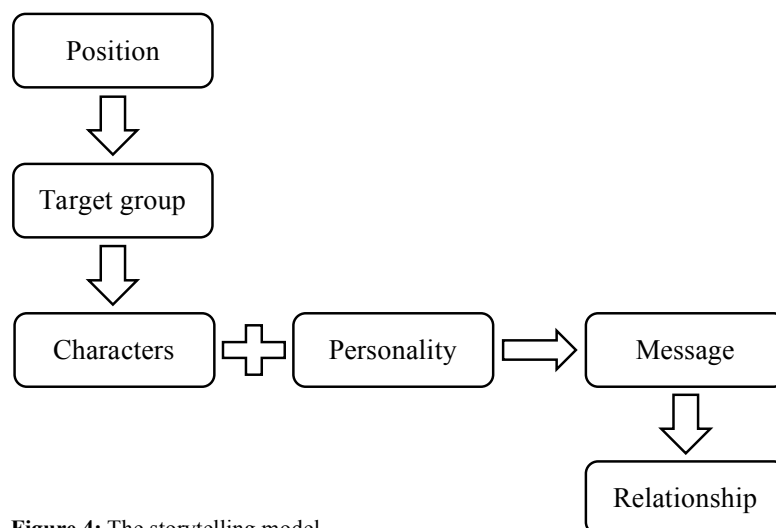 Position
Target group
Characters
Personality
Message
Relationship
Figure 4: The storytelling model